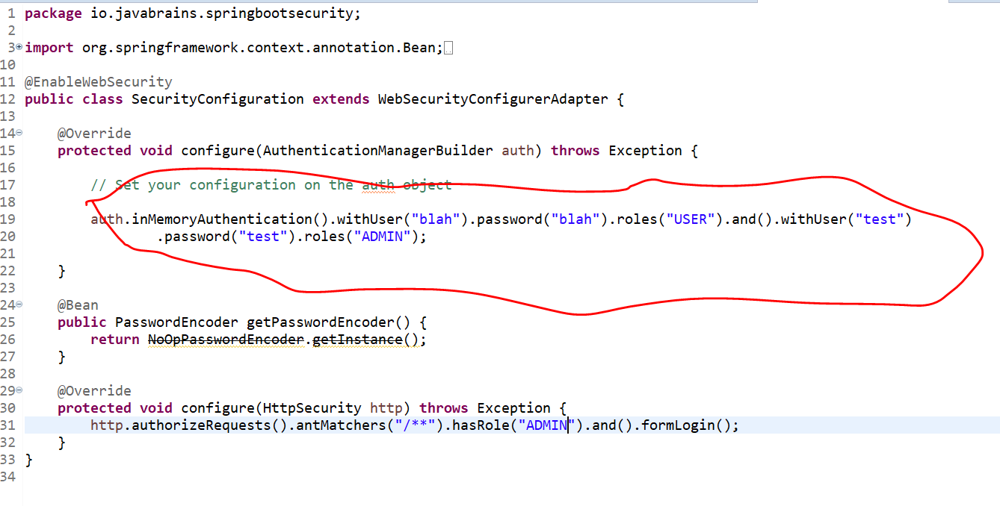 1 package io.javabrains.springbootsecurity;
2
3 import org.springframework.context.annotation.Bean;
10
11 @EnableWebSecurity
12 public class SecurityConfiguration extends WebSecurityConfigurerAdapter {
13
14 @Override
15 protected void configure(AuthenticationManagerBuilder auth) throws Exception {
16
17 // Set your configuration on the auth object
18
19 auth.inMemoryAuthentication().withUser("blah").password("blah").roles("USER").and().withUser("test")
20 .password("test").roles("ADMIN");
21
22 }
23
24 @Bean
25 public PasswordEncoder getPasswordEncoder() {
26 return NoOpPasswordEncoder.getInstance();
27 }
28
29 @Override
30 protected void configure(HttpSecurity http) throws Exception {
31 http.authorizeRequests().antMatchers("/**").hasRole("ADMIN").and().formLogin();
32 }
33 }
34